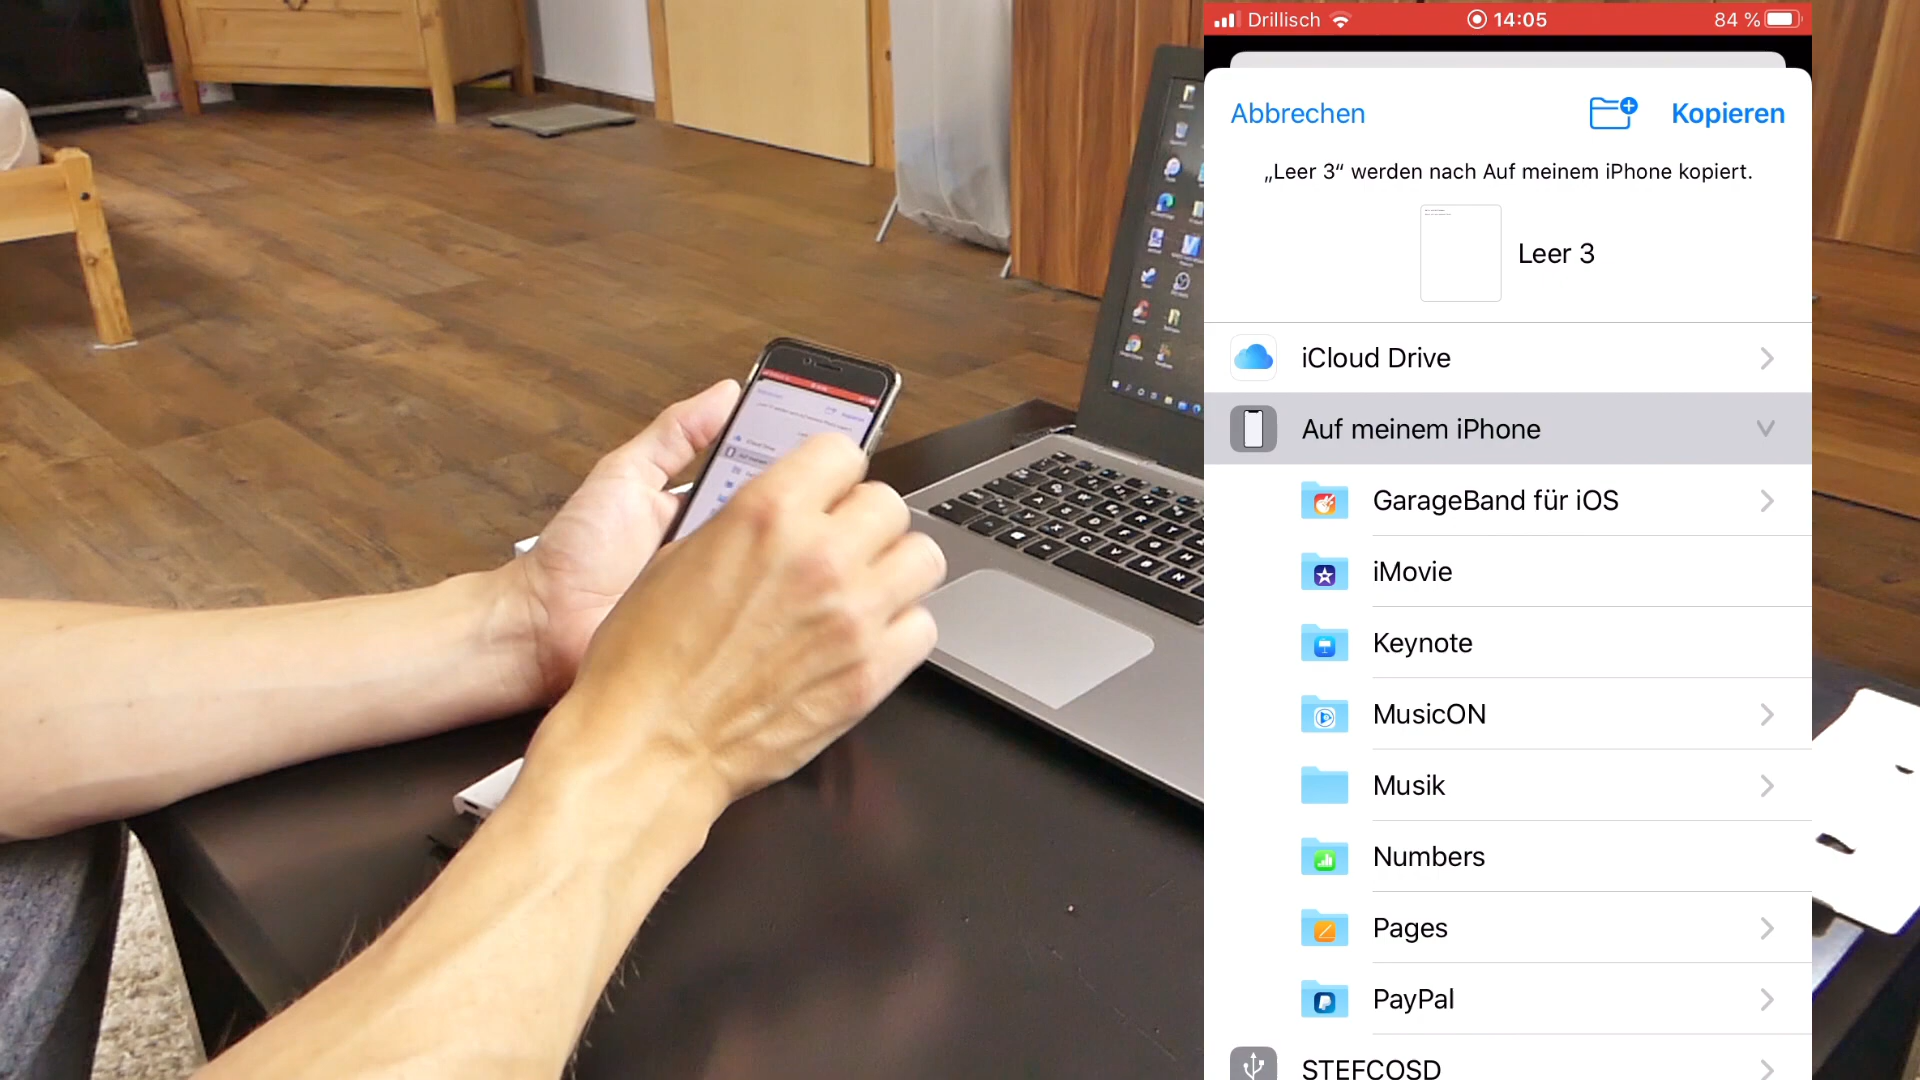 Drillisch 14:05 84 %
Abbrechen Kopieren
„Leer 3“ werden nach Auf meinem iPhone kopiert.
Leer 3
iCloud Drive
Auf meinem iPhone
GarageBand für iOS
iMovie
Keynote
MusicON
Musik
Numbers
Pages
PayPal
STEFCOSD